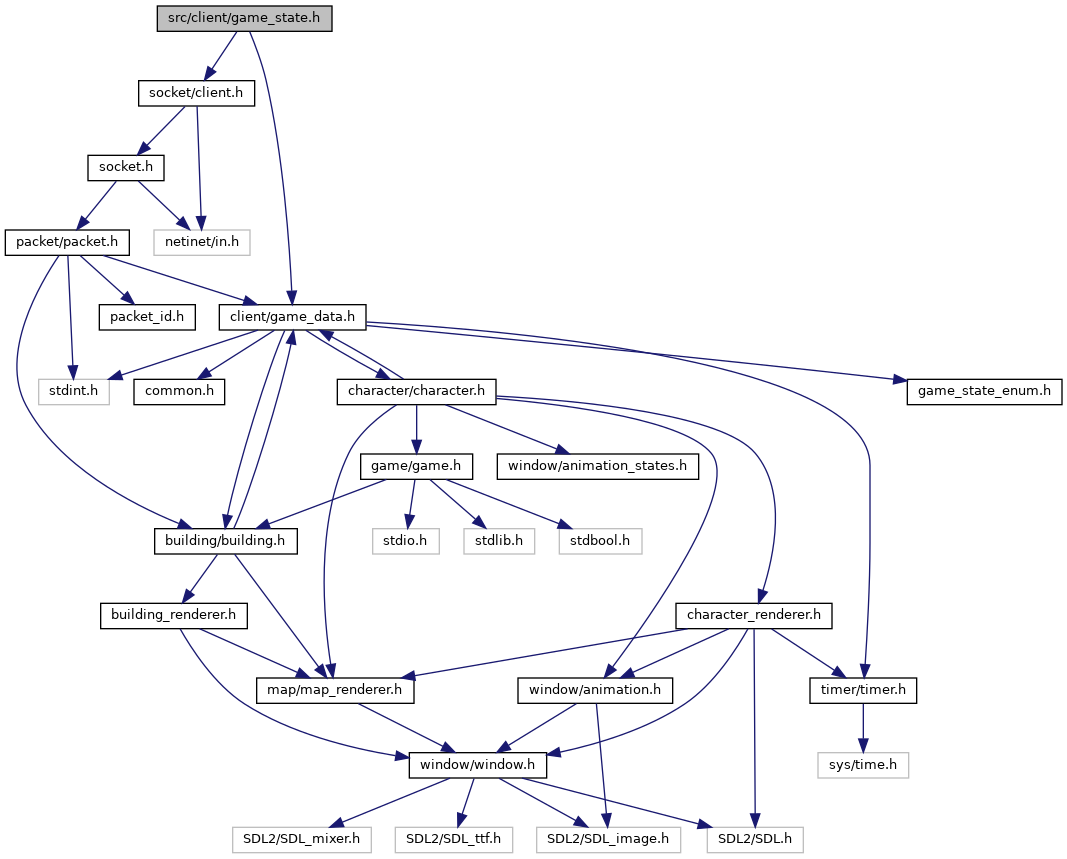 src/client/game_state.h
socket/client.h
socket.h
packet/packet.h
netinet/in.h
packet_id.h
client/game_data.h
stdint.h
common.h
character/character.h
game_state_enum.h
game/game.h
window/animation_states.h
building/building.h
stdio.h
stdlib.h
stdbool.h
building_renderer.h
character_renderer.h
map/map_renderer.h
window/animation.h
timer/timer.h
window/window.h
sys/time.h
SDL2/SDL_mixer.h
SDL2/SDL_ttf.h
SDL2/SDL_image.h
SDL2/SDL.h